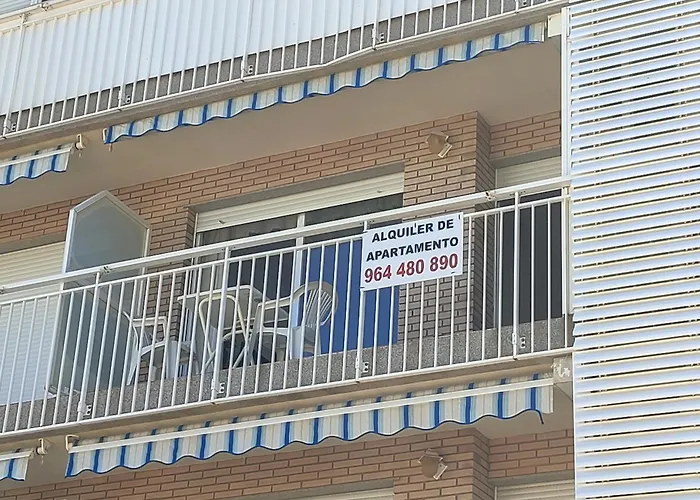 ALQUILER DE
APARTAMENTO
964 480 890